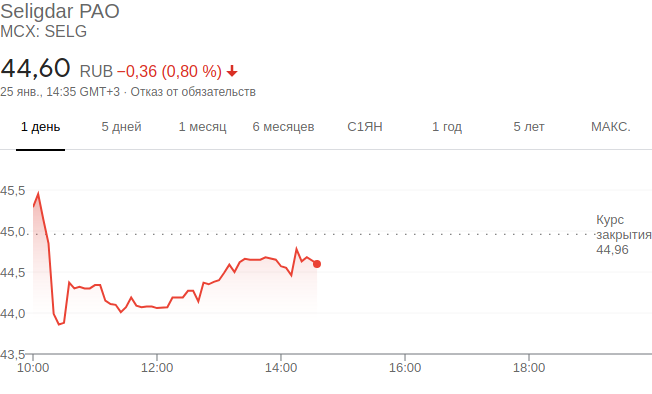 Seligdar PAO
MCX: SELG
44,60 RUB −0,36 (0,80 %)
25 янв., 14:35 GMT+3 · Отказ от обязательств
1 день 5 дней 1 месяц 6 месяцев С1ЯН 1 год 5 лет МАКС.
45,5
45,0
44,5
44,0
43,5
Курс
закрытия
44,96
10:00 12:00 14:00 16:00 18:00